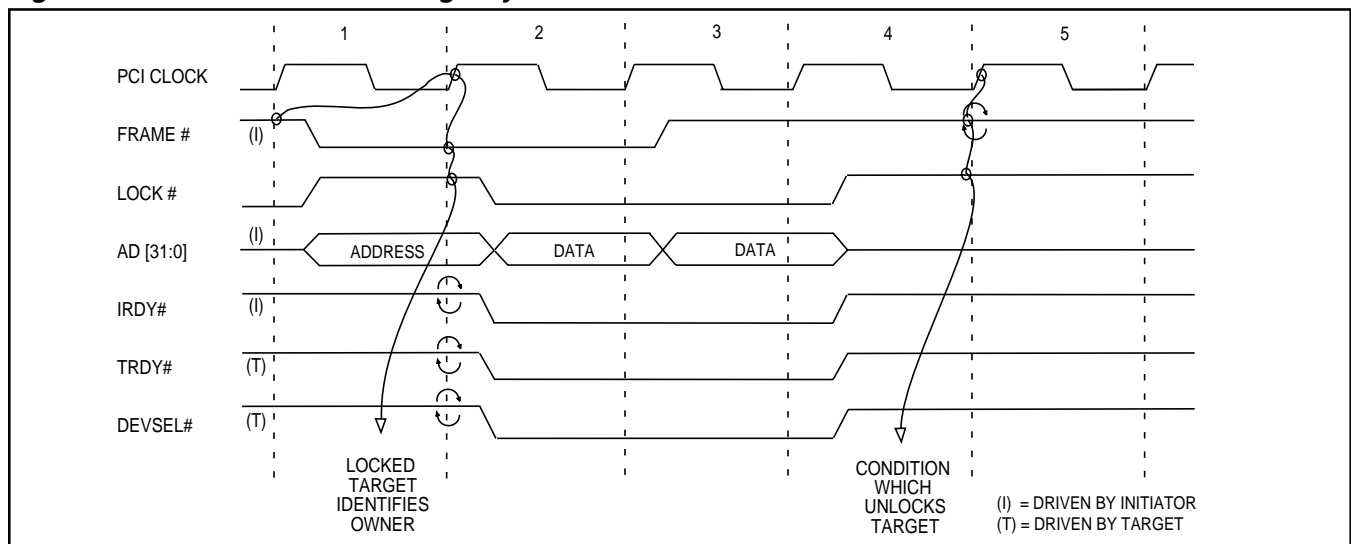 1 2 3 4 5
PCI CLOCK
FRAME # (I)
LOCK #
AD [31:0] (I) ADDRESS DATA DATA
IRDY# (I)
TRDY# (T)
DEVSEL# (T)
LOCKED
TARGET
IDENTIFIES
OWNER
CONDITION
WHICH
UNLOCKS
TARGET
(I) = DRIVEN BY INITIATOR
(T) = DRIVEN BY TARGET